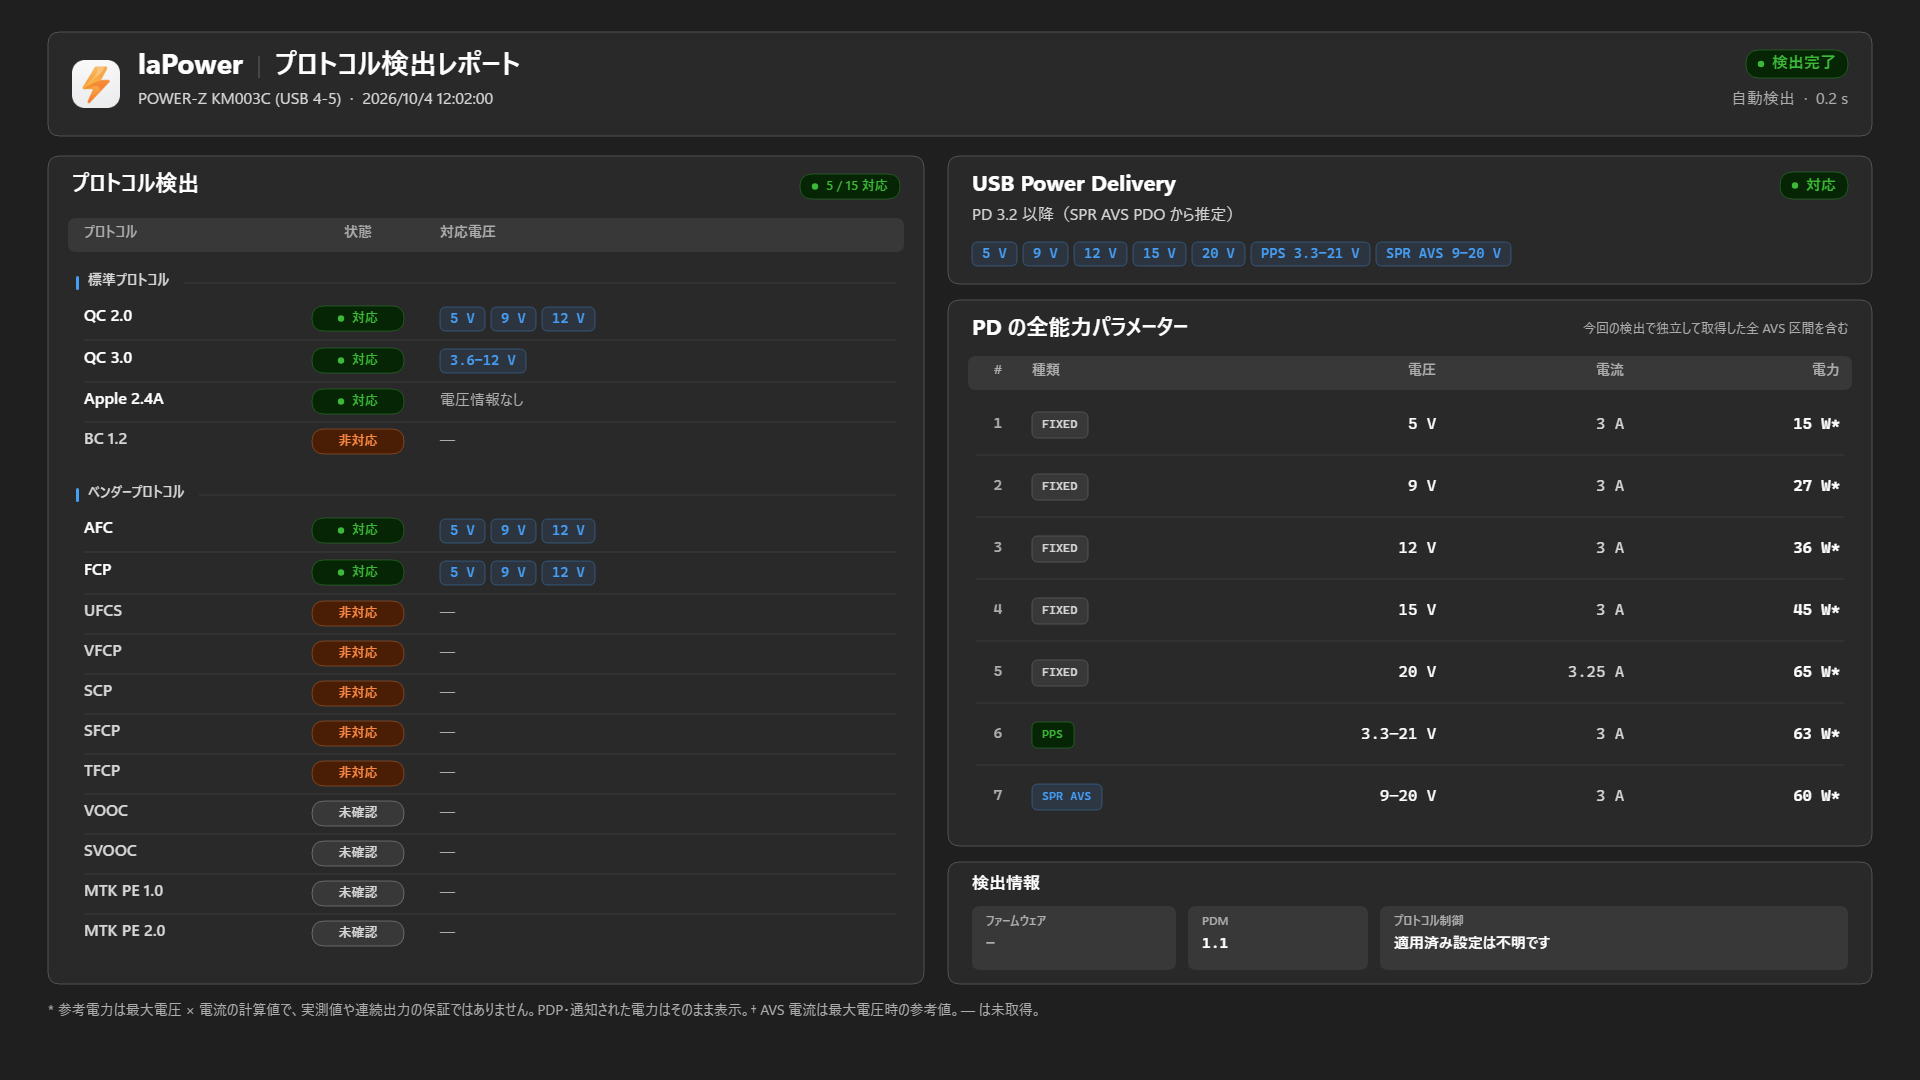 laPower | プロトコル検出レポート
POWER-Z KM003C (USB 4-5) · 2026/10/4 12:02:00
検出完了
自動検出 · 0.2 s
プロトコル検出
5 / 15 対応
プロトコル 状態 対応電圧
標準プロトコル
QC 2.0 対応 5 V 9 V 12 V
QC 3.0 対応 3.6–12 V
Apple 2.4A 対応 電圧情報なし
BC 1.2 非対応 —
ベンダープロトコル
AFC 対応 5 V 9 V 12 V
FCP 対応 5 V 9 V 12 V
UFCS 非対応 —
VFCP 非対応 —
SCP 非対応 —
SFCP 非対応 —
TFCP 非対応 —
VOOC 未確認 —
SVOOC 未確認 —
MTK PE 1.0 未確認 —
MTK PE 2.0 未確認 —
USB Power Delivery
対応
PD 3.2 以降（SPR AVS PDO から推定）
5 V 9 V 12 V 15 V 20 V PPS 3.3–21 V SPR AVS 9–20 V
PD の全能力パラメーター
今回の検出で独立して取得した全 AVS 区間を含む
# 種類 電圧 電流 電力
1 FIXED 5 V 3 A 15 W*
2 FIXED 9 V 3 A 27 W*
3 FIXED 12 V 3 A 36 W*
4 FIXED 15 V 3 A 45 W*
5 FIXED 20 V 3.25 A 65 W*
6 PPS 3.3–21 V 3 A 63 W*
7 SPR AVS 9–20 V 3 A 60 W*
検出情報
ファームウェア
–
PDM
1.1
プロトコル制御
適用済み設定は不明です
* 参考電力は最大電圧 × 電流の計算値で、実測値や連続出力の保証ではありません。PDP・通知された電力はそのまま表示。† AVS 電流は最大電圧時の参考値。— は未取得。